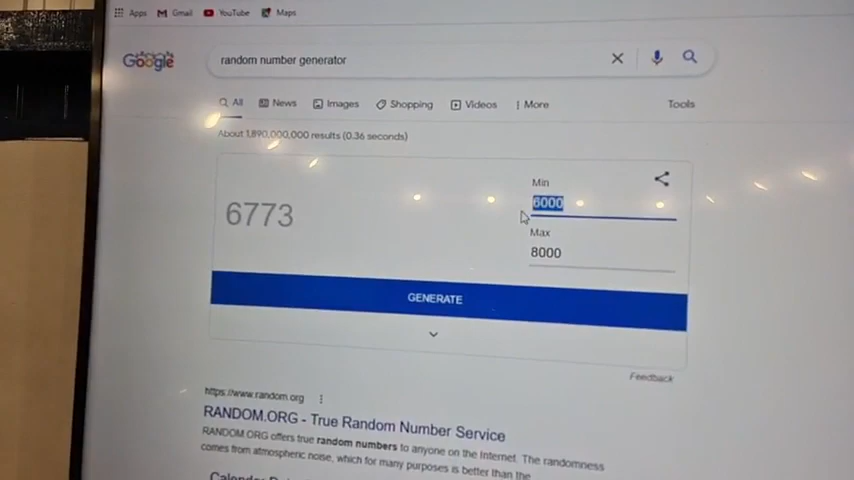 Apps Gmail YouTube Maps
Google
random number generator
All News Images Shopping Videos More Tools
About 1,890,000,000 results (0.36 seconds)
Min
6000
6773
Max
8000
GENERATE
Feedback
https://www.random.org
RANDOM.ORG - True Random Number Service
RANDOM.ORG offers true random numbers to anyone on the Internet. The randomness
comes from atmospheric noise, which for many purposes is better than the
Calendar